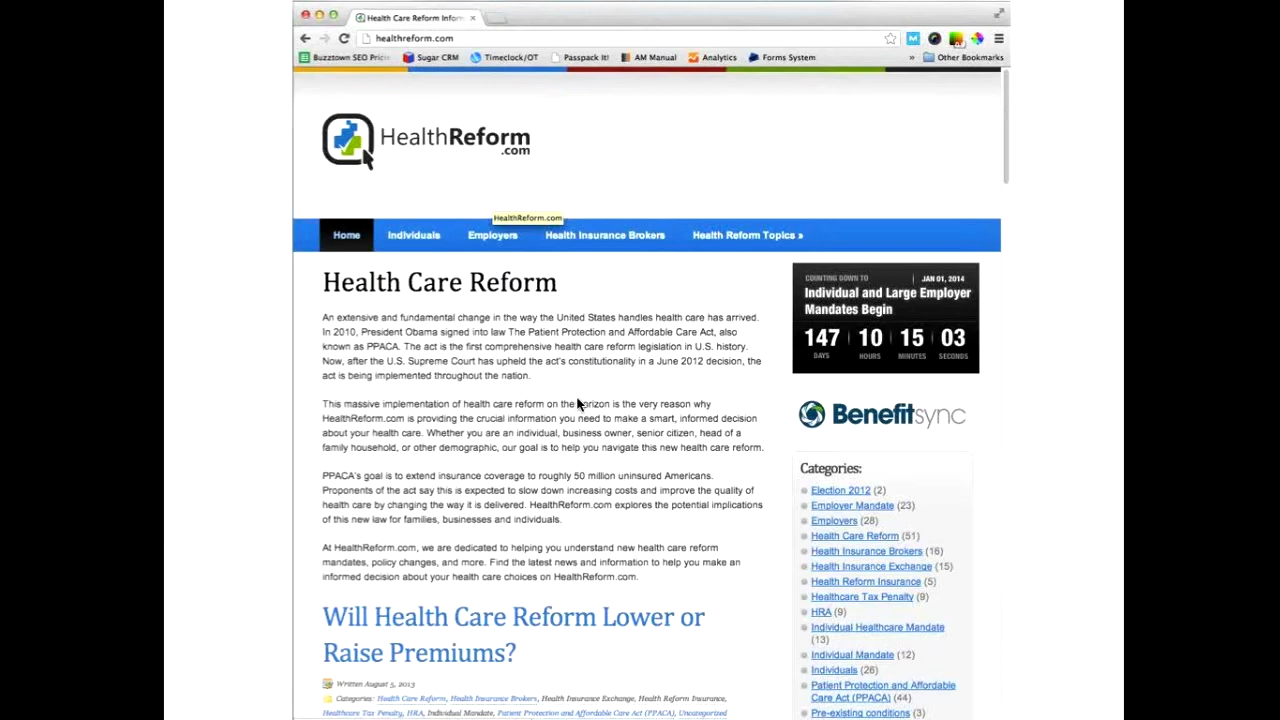 Health Care Reform Inform
healthreform.com
Buzztown SEO Pricin
Sugar CRM
Timeclock/OT
Passpack It!
AM Manual
Analytics
Forms System
»
Other Bookmarks
HealthReform
.com
HealthReform.com
Home
Individuals
Employers
Health Insurance Brokers
Health Reform Topics »
Health Care Reform
An extensive and fundamental change in the way the United States handles health care has arrived.
In 2010, President Obama signed into law The Patient Protection and Affordable Care Act, also
known as PPACA. The act is the first comprehensive health care reform legislation in U.S. history.
Now, after the U.S. Supreme Court has upheld the act's constitutionality in a June 2012 decision, the
act is being implemented throughout the nation.
This massive implementation of health care reform on the horizon is the very reason why
HealthReform.com is providing the crucial information you need to make a smart, informed decision
about your health care. Whether you are an individual, business owner, senior citizen, head of a
family household, or other demographic, our goal is to help you navigate this new health care reform.
PPACA's goal is to extend insurance coverage to roughly 50 million uninsured Americans.
Proponents of the act say this is expected to slow down increasing costs and improve the quality of
health care by changing the way it is delivered. HealthReform.com explores the potential implications
of this new law for families, businesses and individuals.
At HealthReform.com, we are dedicated to helping you understand new health care reform
mandates, policy changes, and more. Find the latest news and information to help you make an
informed decision about your health care choices on HealthReform.com.
Will Health Care Reform Lower or
Raise Premiums?
Written August 5, 2013
Categories: Health Care Reform, Health Insurance Brokers, Health Insurance Exchange, Health Reform Insurance,
Healthcare Tax Penalty, HRA, Individual Mandate, Patient Protection and Affordable Care Act (PPACA), Uncategorized
COUNTING DOWN TO
JAN 01, 2014
Individual and Large Employer
Mandates Begin
147 10 15 03
DAYS HOURS MINUTES SECONDS
Benefitsync
Categories:
Election 2012 (2)
Employer Mandate (23)
Employers (28)
Health Care Reform (51)
Health Insurance Brokers (16)
Health Insurance Exchange (15)
Health Reform Insurance (5)
Healthcare Tax Penalty (9)
HRA (9)
Individual Healthcare Mandate
(13)
Individual Mandate (12)
Individuals (26)
Patient Protection and Affordable
Care Act (PPACA) (44)
Pre-existing conditions (3)